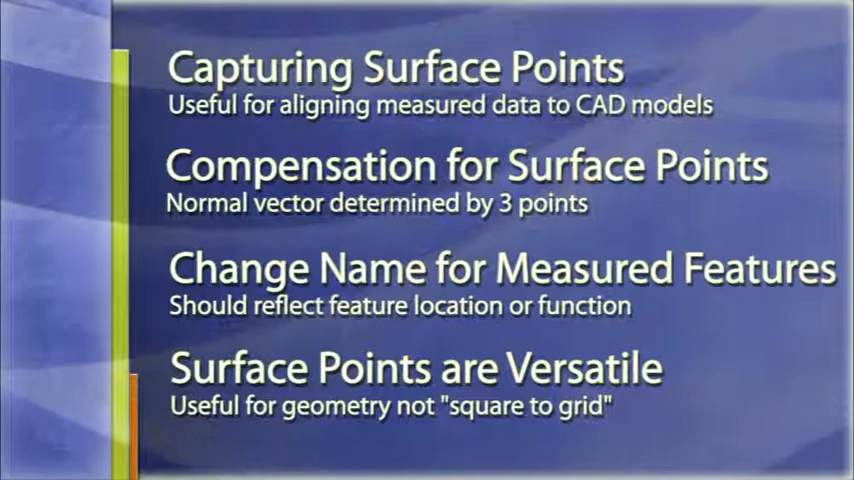 Capturing Surface Points
Useful for aligning measured data to CAD models
Compensation for Surface Points
Normal vector determined by 3 points
Change Name for Measured Features
Should reflect feature location or function
Surface Points are Versatile
Useful for geometry not "square to grid"